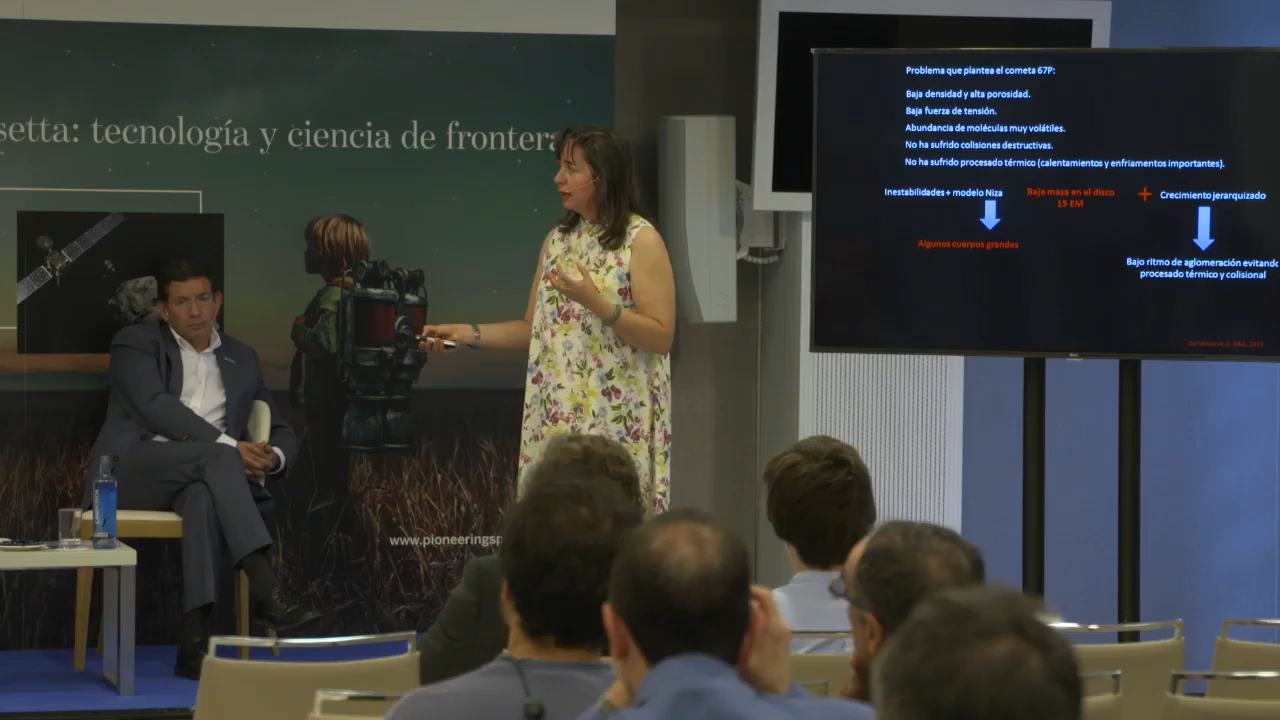 setta: tecnología y ciencia de frontera
www.pioneeringsp
Problema que plantea el cometa 67P:
Baja densidad y alta porosidad.
Baja fuerza de tensión.
Abundancia de moléculas muy volátiles.
No ha sufrido colisiones destructivas.
No ha sufrido procesado térmico (calentamientos y enfriamientos importantes).
Inestabilidades + modelo Niza
Baja masa en el disco
15 EM
+ Crecimiento jerarquizado
Algunos cuerpos grandes
Bajo ritmo de aglomeración evitando
procesado térmico y colisional